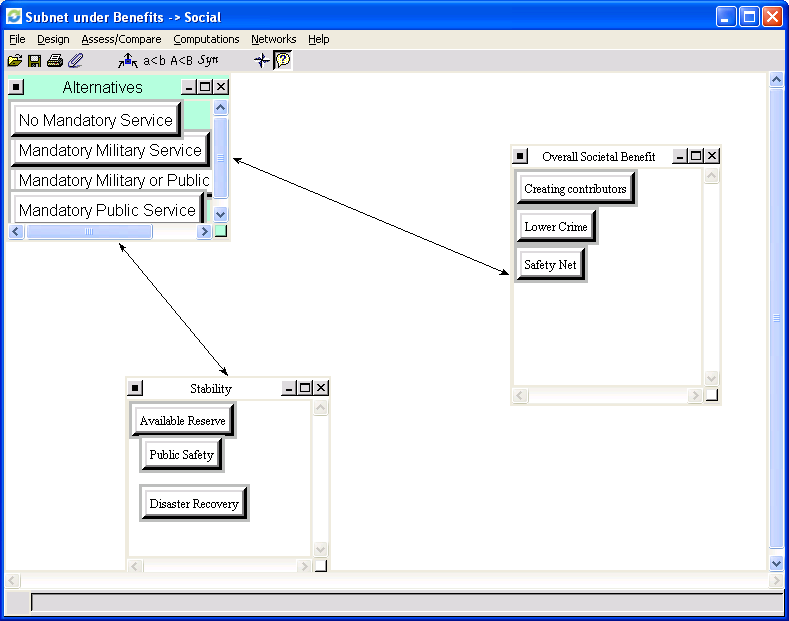 Subnet under Benefits -> Social
File Design Assess/Compare Computations Networks Help
a<b A<B Syn
Alternatives
No Mandatory Service
Mandatory Military Service
Mandatory Military or Public
Mandatory Public Service
Overall Societal Benefit
Creating contributors
Lower Crime
Safety Net
Stability
Available Reserve
Public Safety
Disaster Recovery